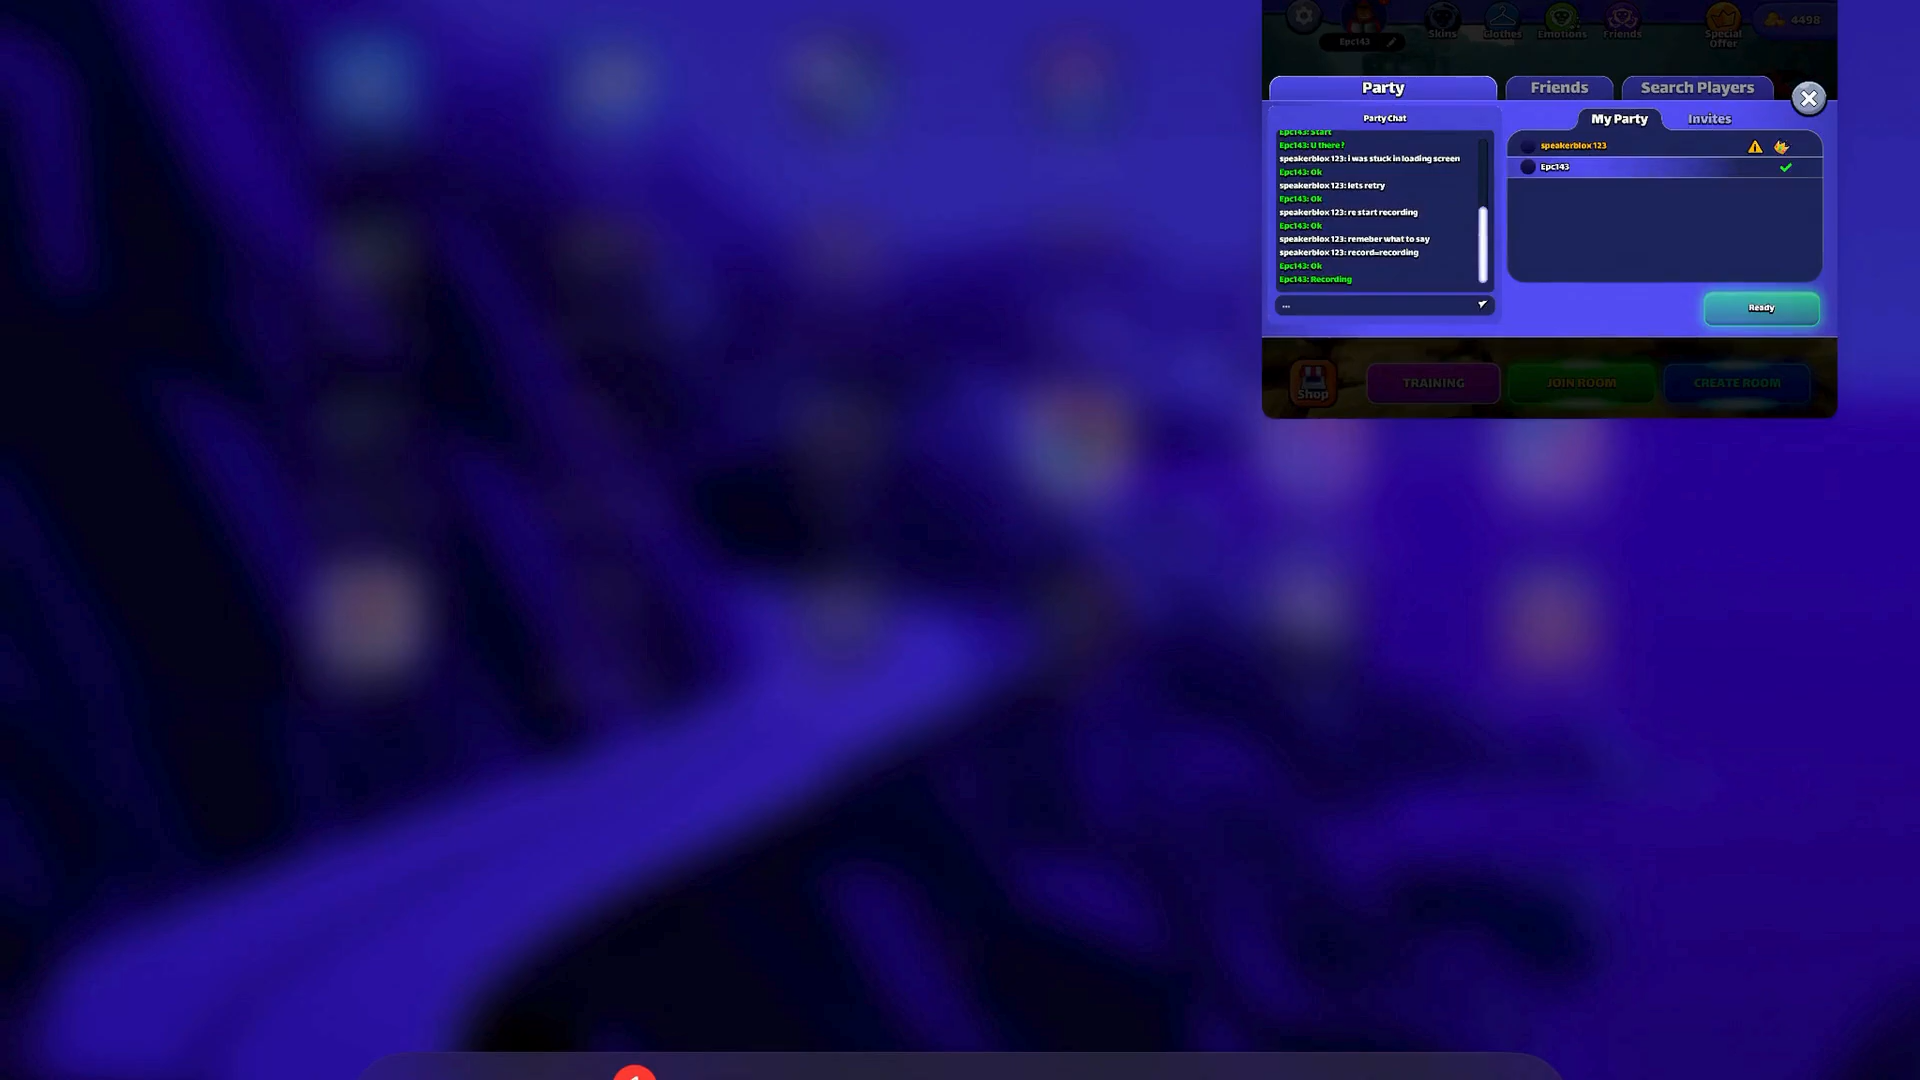 Skins
Clothes
Emotions
Friends
Special
Offer
4498
Epc143
Party
Friends
Search Players
Party Chat
My Party
Invites
Epc143: Start
Epc143: U there?
speakerblox 123: i was stuck in loading screen
Epc143: Ok
speakerblox 123: lets retry
Epc143: Ok
speakerblox 123: re start recording
Epc143: Ok
speakerblox 123: remeber what to say
speakerblox 123: record=recording
Epc143: Ok
Epc143: Recording
...
speakerblox 123
Epc143
Ready
Shop
TRAINING
JOIN ROOM
CREATE ROOM